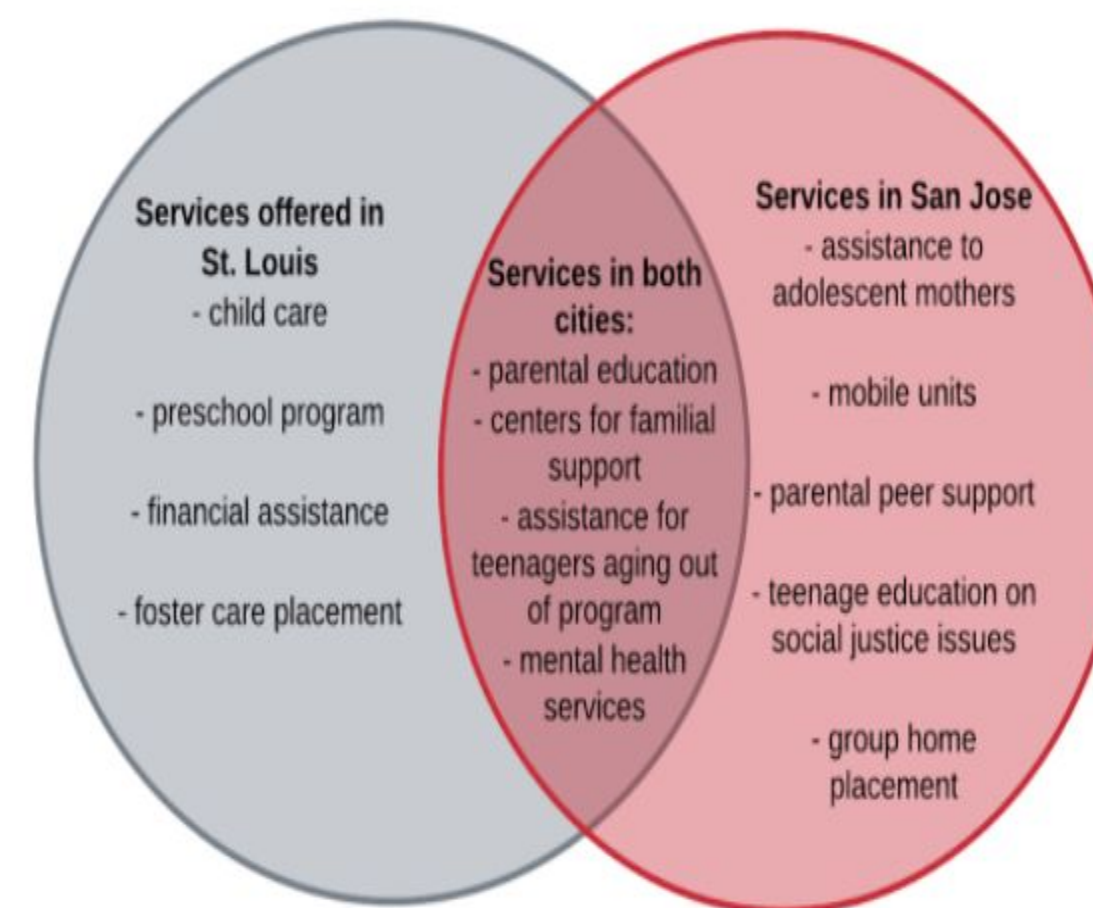 Services offered in
St. Louis
- child care
- preschool program
- financial assistance
- foster care placement
Services in both
cities:
- parental education
- centers for familial
support
- assistance for
teenagers aging out
of program
- mental health
services
Services in San Jose
- assistance to
adolescent mothers
- mobile units
- parental peer support
- teenage education on
social justice issues
- group home
placement